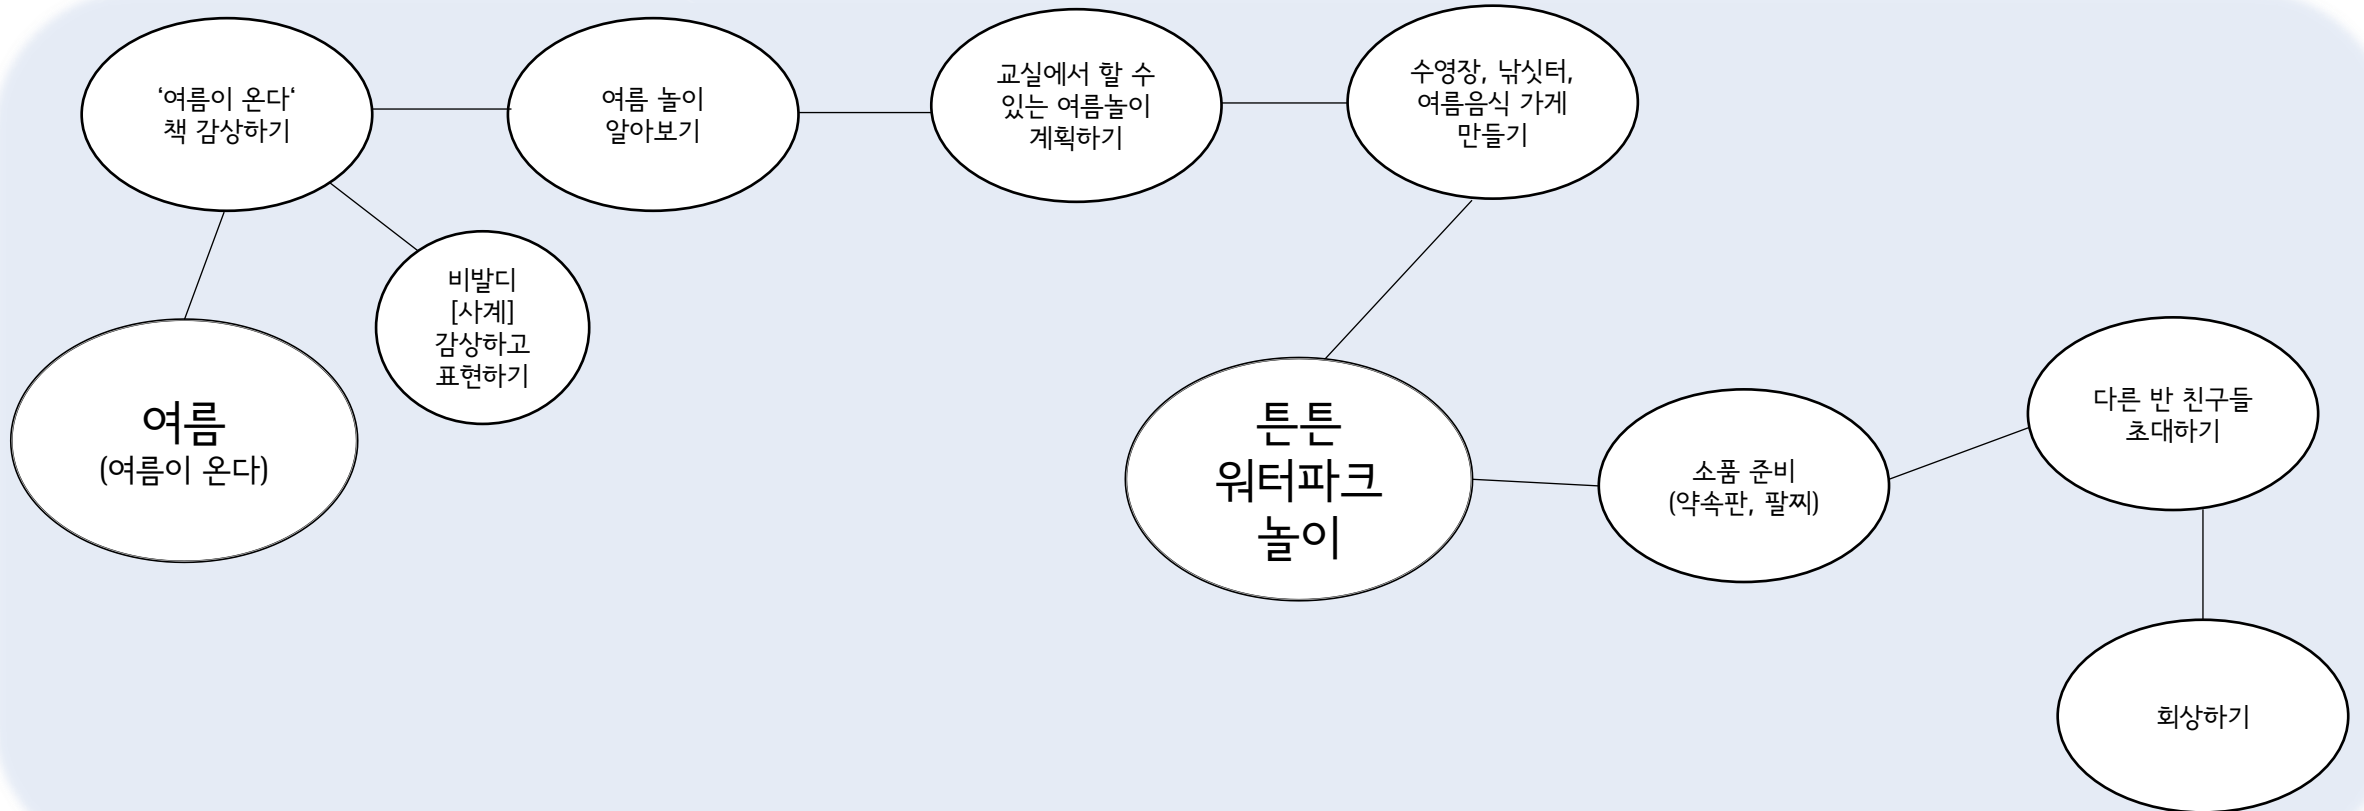 ‘여름이 온다‘
책 감상하기
여름 놀이
알아보기
교실에서 할 수
있는 여름놀이
계획하기
수영장, 낚싯터,
여름음식 가게
만들기
비발디
[사계]
감상하고
표현하기
여름
(여름이 온다)
튼튼
워터파크
놀이
소품 준비
(약속판, 팔찌)
다른 반 친구들
초대하기
회상하기